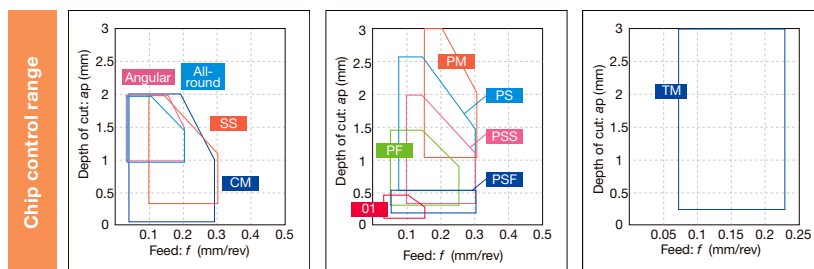 Chip control range
Depth of cut: ap (mm)
3
2.5
2
1.5
1
0.5
0
0.1
0.2
0.3
0.4
0.5
Feed: f (mm/rev)
Angular
All-
round
SS
CM
Depth of cut: ap (mm)
3
2.5
2
1.5
1
0.5
0
0.1
0.2
0.3
0.4
0.5
Feed: f (mm/rev)
PM
PS
PSS
PF
PSF
01
Depth of cut: ap (mm)
3
2.5
2
1.5
1
0.5
0
0.05
0.1
0.15
0.2
0.25
Feed: f (mm/rev)
TM